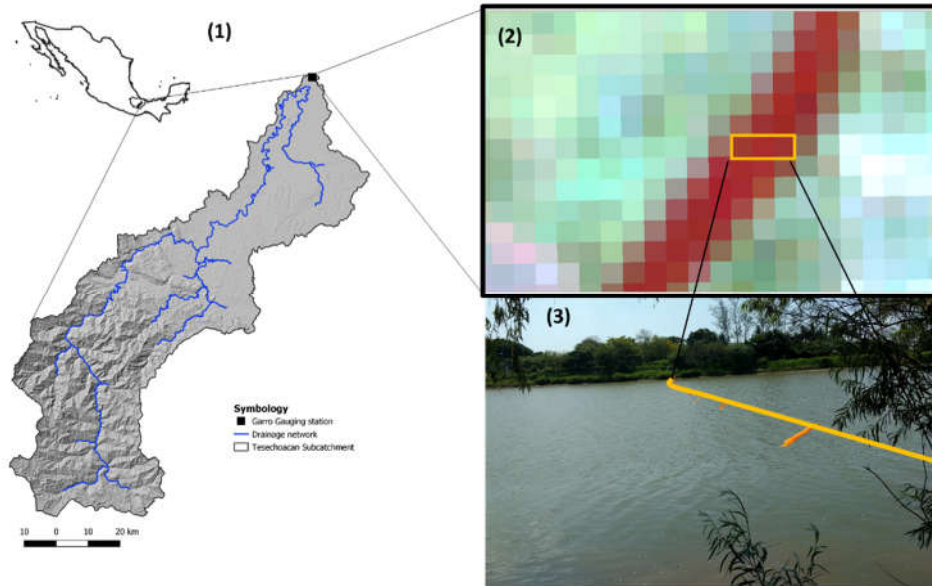 (1)
(2)
(3)
Symbology
Garro Gauging station
Drainage network
Tesechoacan Subcatchment
10 0 10 20 km